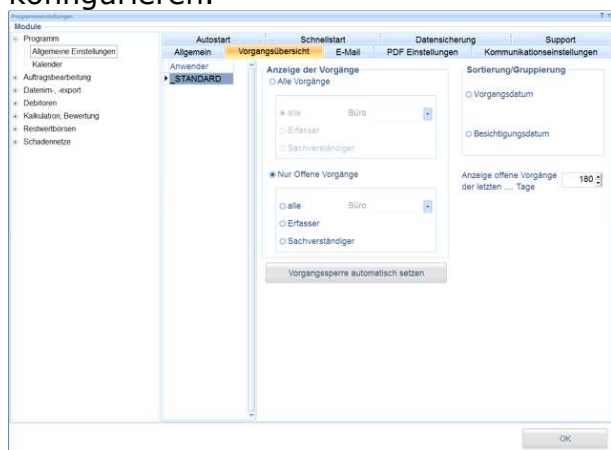 konfigurieren.
Programmeinstellungen
Module
Programm
Allgemeine Einstellungen
Kalender
Auftragsbearbeitung
Datenim-, -export
Debitoren
Kalkulation, Bewertung
Restwertbörsen
Schadennetze
Autostart
Schnellstart
Datensicherung
Support
Allgemein
Vorgangsübersicht
E-Mail
PDF Einstellungen
Kommunikationseinstellungen
Anwender
_STANDARD
Anzeige der Vorgänge
Alle Vorgänge
alle Büro
Erfasser
Sachverständiger
Nur Offene Vorgänge
alle Büro
Erfasser
Sachverständiger
Vorgangssperre automatisch setzen
Sortierung/Gruppierung
Vorgangsdatum
Besichtigungsdatum
Anzeige offene Vorgänge 180
der letzten .... Tage
OK